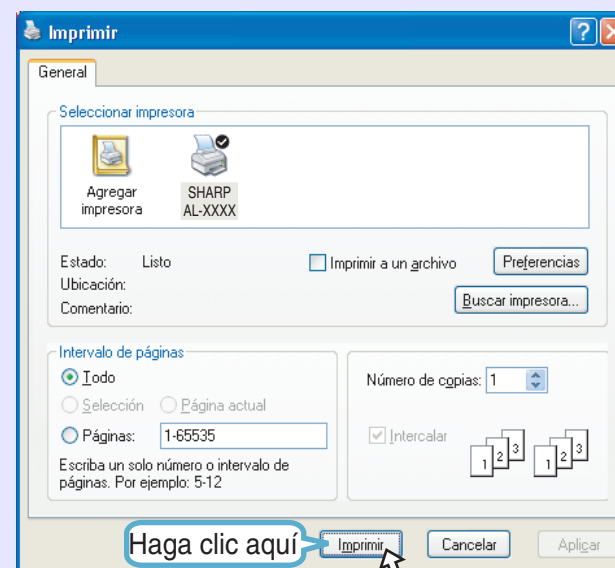 Imprimir
General
Seleccionar impresora
Agregar
impresora
SHARP
AL-XXXX
Estado: Listo
Imprimir a un archivo
Preferencias
Ubicación:
Buscar impresora...
Comentario:
Intervalo de páginas
Todo
Selección
Página actual
Páginas: 1-65535
Escriba un solo número o intervalo de
páginas. Por ejemplo: 5-12
Número de copias: 1
Intercalar
1 2 3 1 2 3
Haga clic aquí
Imprimir
Cancelar
Aplicar